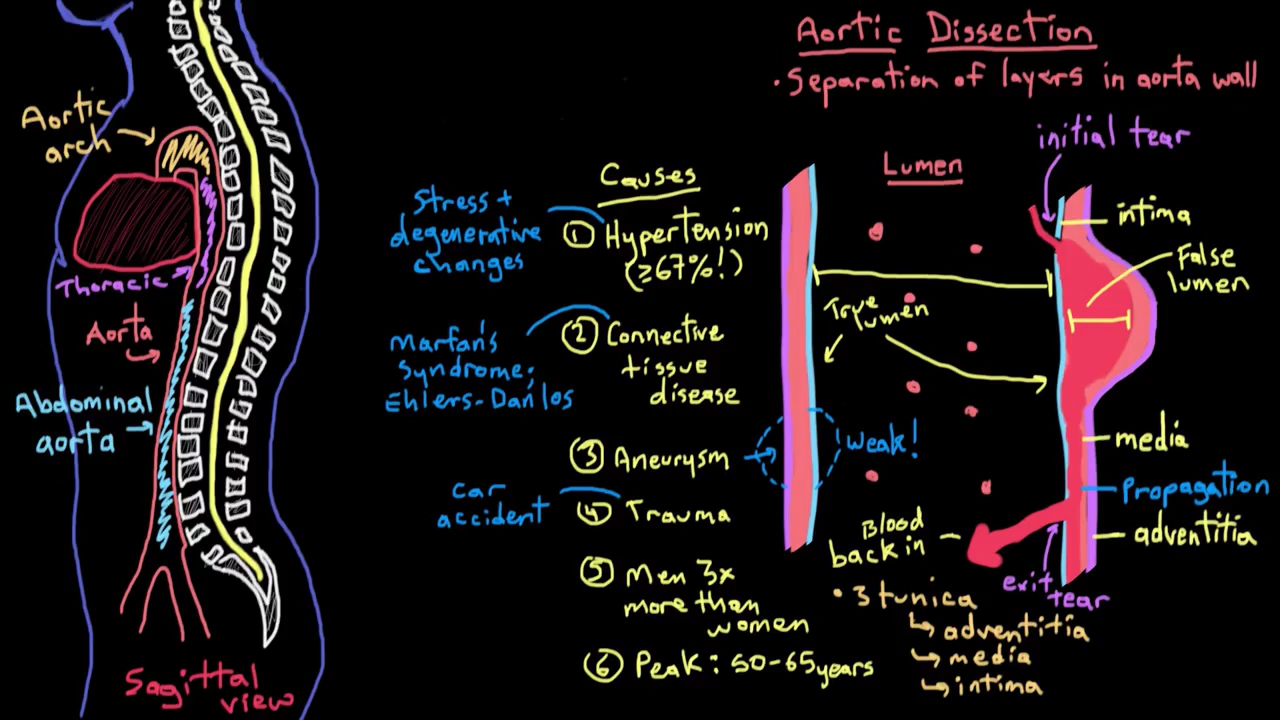 Aortic Dissection
• Separation of layers in aorta wall
Aortic
arch
Thoracic
Aorta
Abdominal
aorta
Sagittal
view
Causes
Stress +
degenerative
changes
① Hypertension
(≥67%!)
Marfan's
syndrome;
Ehlers-Danlos
② Connective
tissue
disease
③ Aneurysm
weak!
car
accident
④ Trauma
⑤ Men 3x
more than
women
⑥ Peak: 50-65years
Lumen
True
lumen
initial tear
intima
False
lumen
media
Propagation
adventitia
Blood
back in
exit
tear
• 3 tunica
↳ adventitia
↳ media
↳ intima